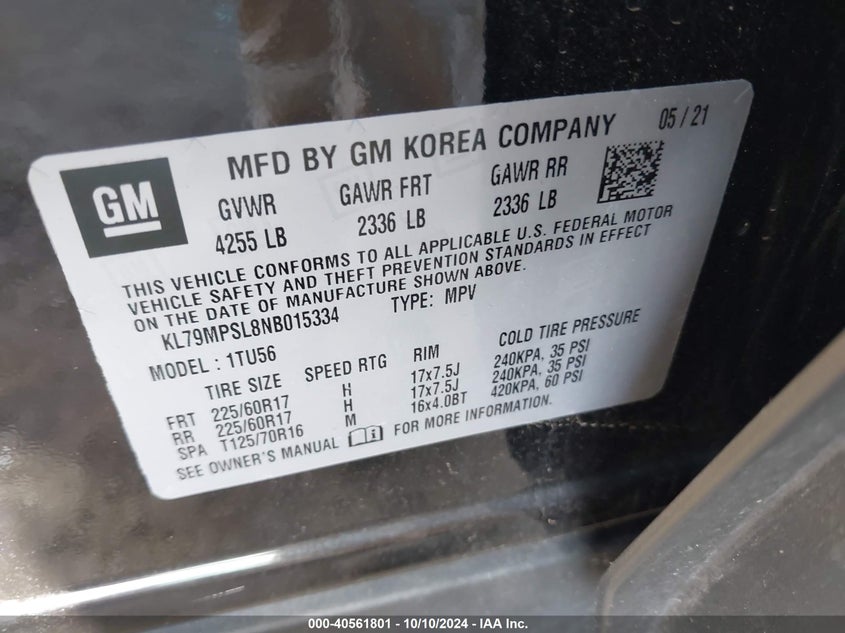 MFD BY GM KOREA COMPANY 05 / 21
GM
GVWR GAWR FRT GAWR RR
4255 LB 2336 LB 2336 LB
THIS VEHICLE CONFORMS TO ALL APPLICABLE U.S. FEDERAL MOTOR
VEHICLE SAFETY AND THEFT PREVENTION STANDARDS IN EFFECT
ON THE DATE OF MANUFACTURE SHOWN ABOVE.
KL79MPSL8NB015334 TYPE: MPV
MODEL : 1TU56
TIRE SIZE SPEED RTG RIM COLD TIRE PRESSURE
FRT 225/60R17 H 17x7.5J 240KPA, 35 PSI
RR 225/60R17 H 17x7.5J 240KPA, 35 PSI
SPA T125/70R16 M 16x4.0BT 420KPA, 60 PSI
SEE OWNER'S MANUAL FOR MORE INFORMATION.
000-40561801 - 10/10/2024 - IAA Inc.